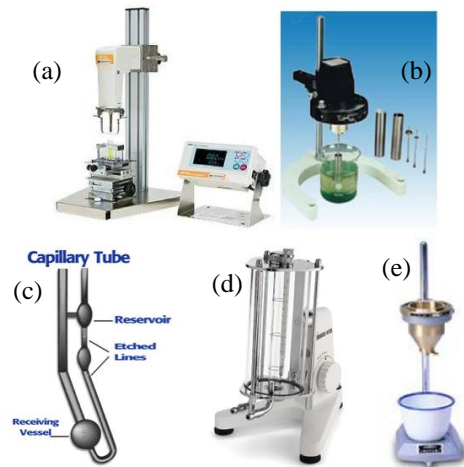 (a)
(b)
Capillary Tube
(c)
Reservoir
Etched
Lines
Receiving
Vessel
(d)
(e)